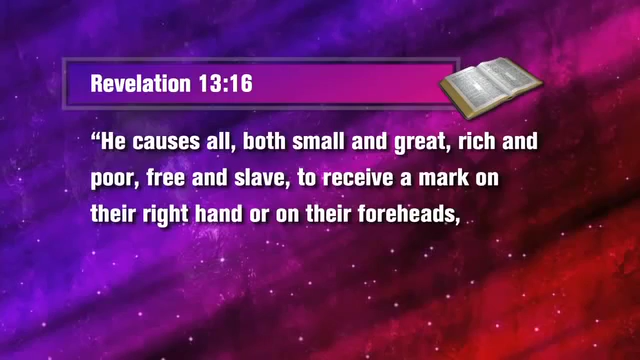 Revelation 13:16
“He causes all, both small and great, rich and
poor, free and slave, to receive a mark on
their right hand or on their foreheads,